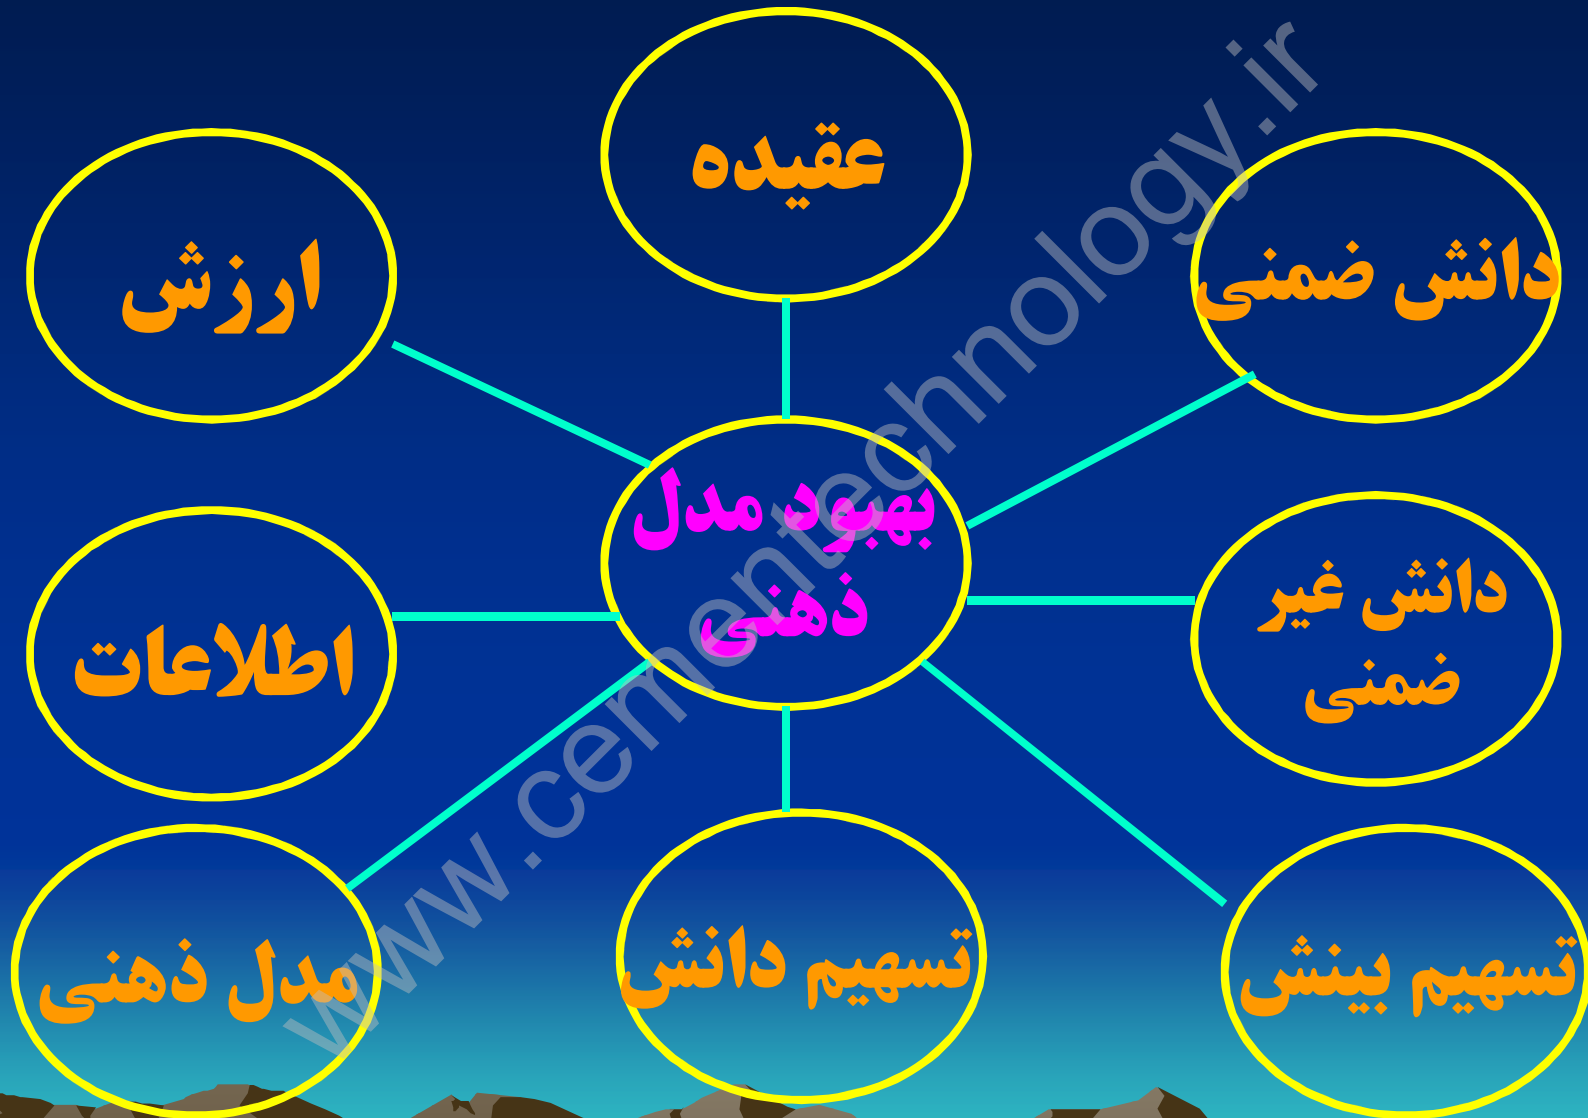 عقیده
دانش ضمنی
ارزش
بهبود مدل
ذهنی
دانش غیر
ضمنی
اطلاعات
تسهیم بینش
تسهیم دانش
مدل ذهنی
www.cementechnology.ir